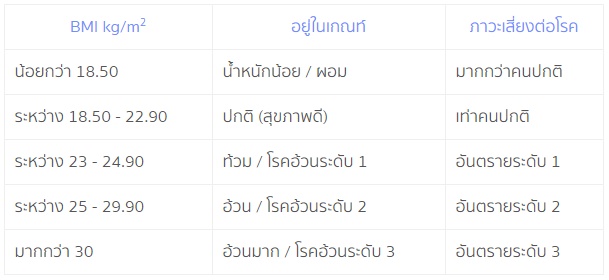 BMI kg/m² อยู่ในเกณท์ ภาวะเสี่ยงต่อโรค
น้อยกว่า 18.50 น้ำหนักน้อย / ผอม มากกว่าคนปกติ
ระหว่าง 18.50 - 22.90 ปกติ (สุขภาพดี) เท่าคนปกติ
ระหว่าง 23 - 24.90 ท้วม / โรคอ้วนระดับ 1 อันตรายระดับ 1
ระหว่าง 25 - 29.90 อ้วน / โรคอ้วนระดับ 2 อันตรายระดับ 2
มากกว่า 30 อ้วนมาก / โรคอ้วนระดับ 3 อันตรายระดับ 3